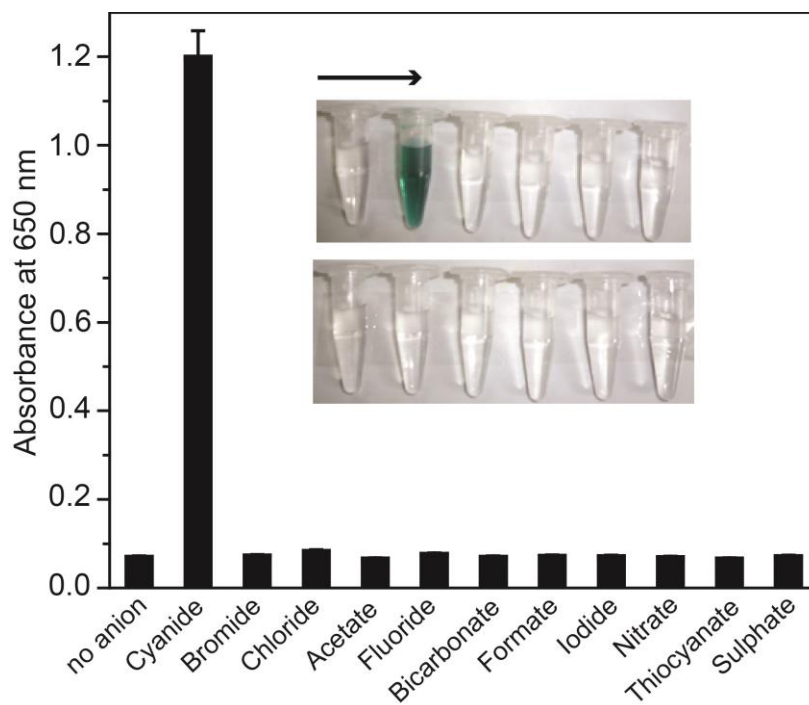 Absorbance at 650 nm
1.2
1.0
0.8
0.6
0.4
0.2
0.0
no anion
Cyanide
Bromide
Chloride
Acetate
Fluoride
Bicarbonate
Formate
Iodide
Nitrate
Thiocyanate
Sulphate